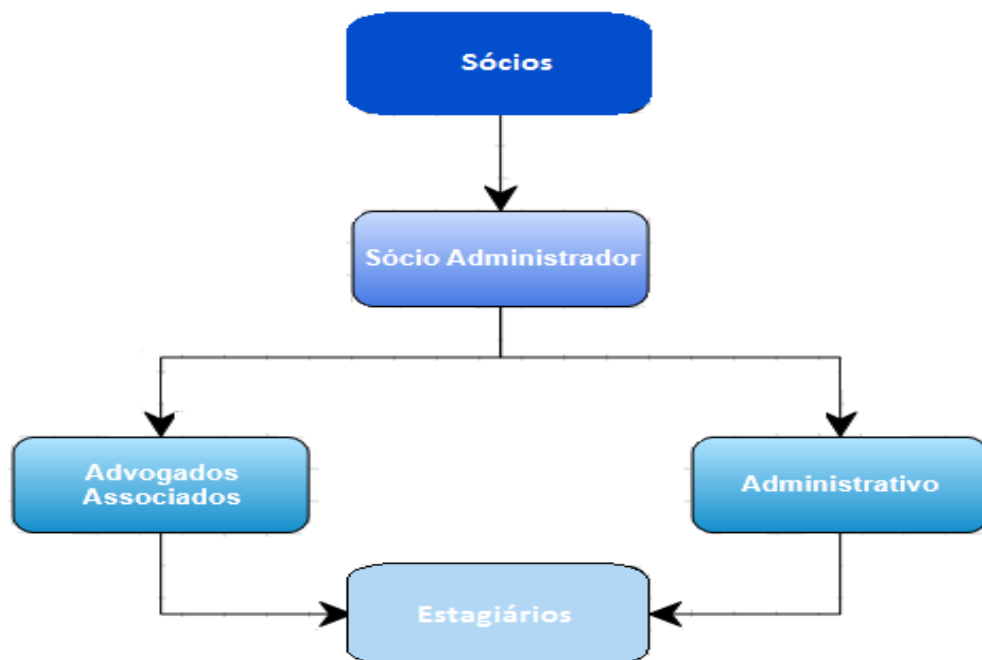 Sócios
Sócio Administrador
Advogados
Associados
Administrativo
Estagiários